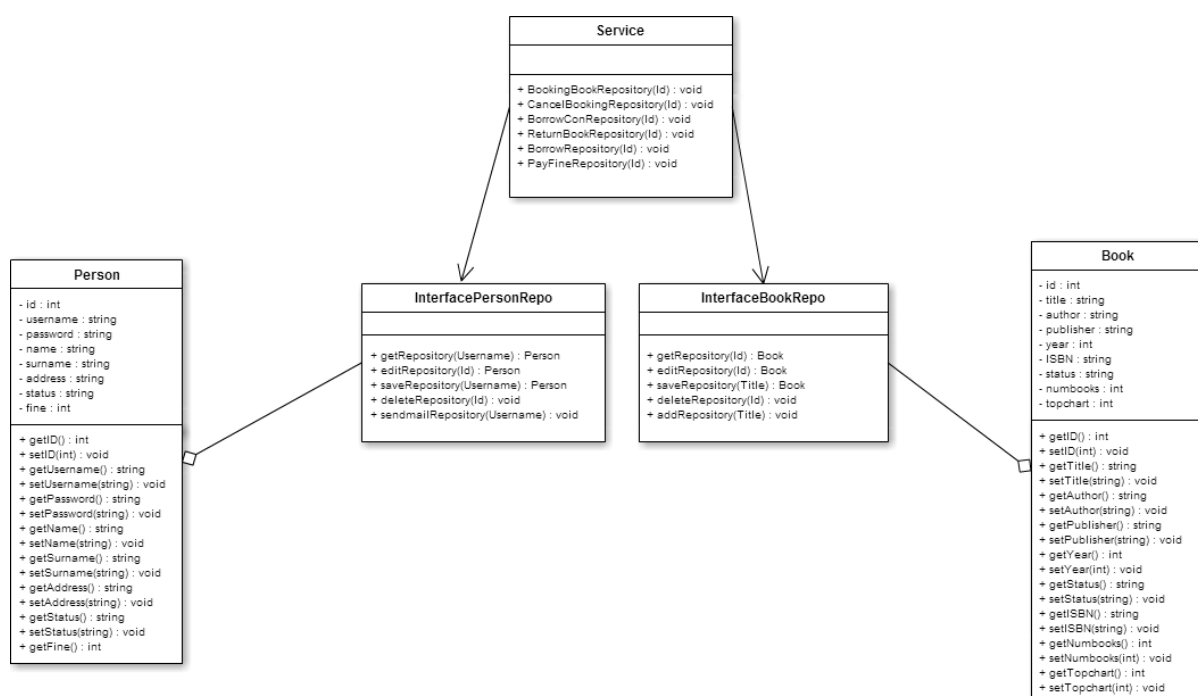 Service
+ BookingBookRepository(Id) : void
+ CancelBookingRepository(Id) : void
+ BorrowConRepository(Id) : void
+ ReturnBookRepository(Id) : void
+ BorrowRepository(Id) : void
+ PayFineRepository(Id) : void
Person
- id : int
- username : string
- password : string
- name : string
- surname : string
- address : string
- status : string
- fine : int
+ getID() : int
+ setID(int) : void
+ getUsername() : string
+ setUsername(string) : void
+ getPassword() : string
+ setPassword(string) : void
+ getName() : string
+ setName(string) : void
+ getSurname() : string
+ setSurname(string) : void
+ getAddress() : string
+ setAddress(string) : void
+ getStatus() : string
+ setStatus(string) : void
+ getFine() : int
InterfacePersonRepo
+ getRepository(Username) : Person
+ editRepository(Id) : Person
+ saveRepository(Username) : Person
+ deleteRepository(Id) : void
+ sendmailRepository(Username) : void
InterfaceBookRepo
+ getRepository(Id) : Book
+ editRepository(Id) : Book
+ saveRepository(Title) : Book
+ deleteRepository(Id) : void
+ addRepository(Title) : void
Book
- id : int
- title : string
- author : string
- publisher : string
- year : int
- ISBN : string
- status : string
- numbooks : int
- topchart : int
+ getID() : int
+ setID(int) : void
+ getTitle() : string
+ setTitle(string) : void
+ getAuthor() : string
+ setAuthor(string) : void
+ getPublisher() : string
+ setPublisher(string) : void
+ getYear() : int
+ setYear(int) : void
+ getStatus() : string
+ setStatus(string) : void
+ getISBN() : string
+ setISBN(string) : void
+ getNumbooks() : int
+ setNumbooks(int) : void
+ getTopchart() : int
+ setTopchart(int) : void